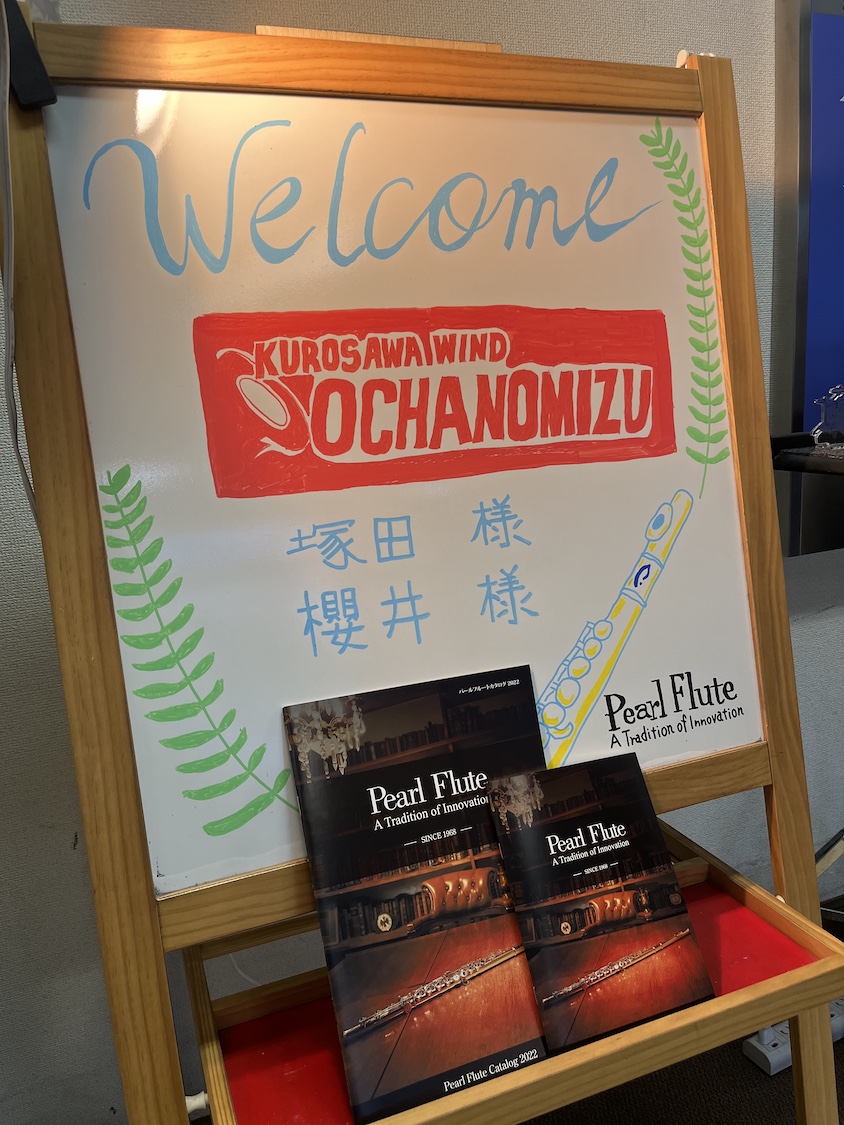 Welcome
KUROSAWA WIND
OCHANOMIZU
塚田 様
櫻井 様
Pearl Flute
A Tradition of Innovation
パールフルートカタログ 2022
Pearl Flute
A Tradition of Innovation
SINCE 1968
Pearl Flute Catalog 2022
Pearl Flute
A Tradition of Innovation
SINCE 1968